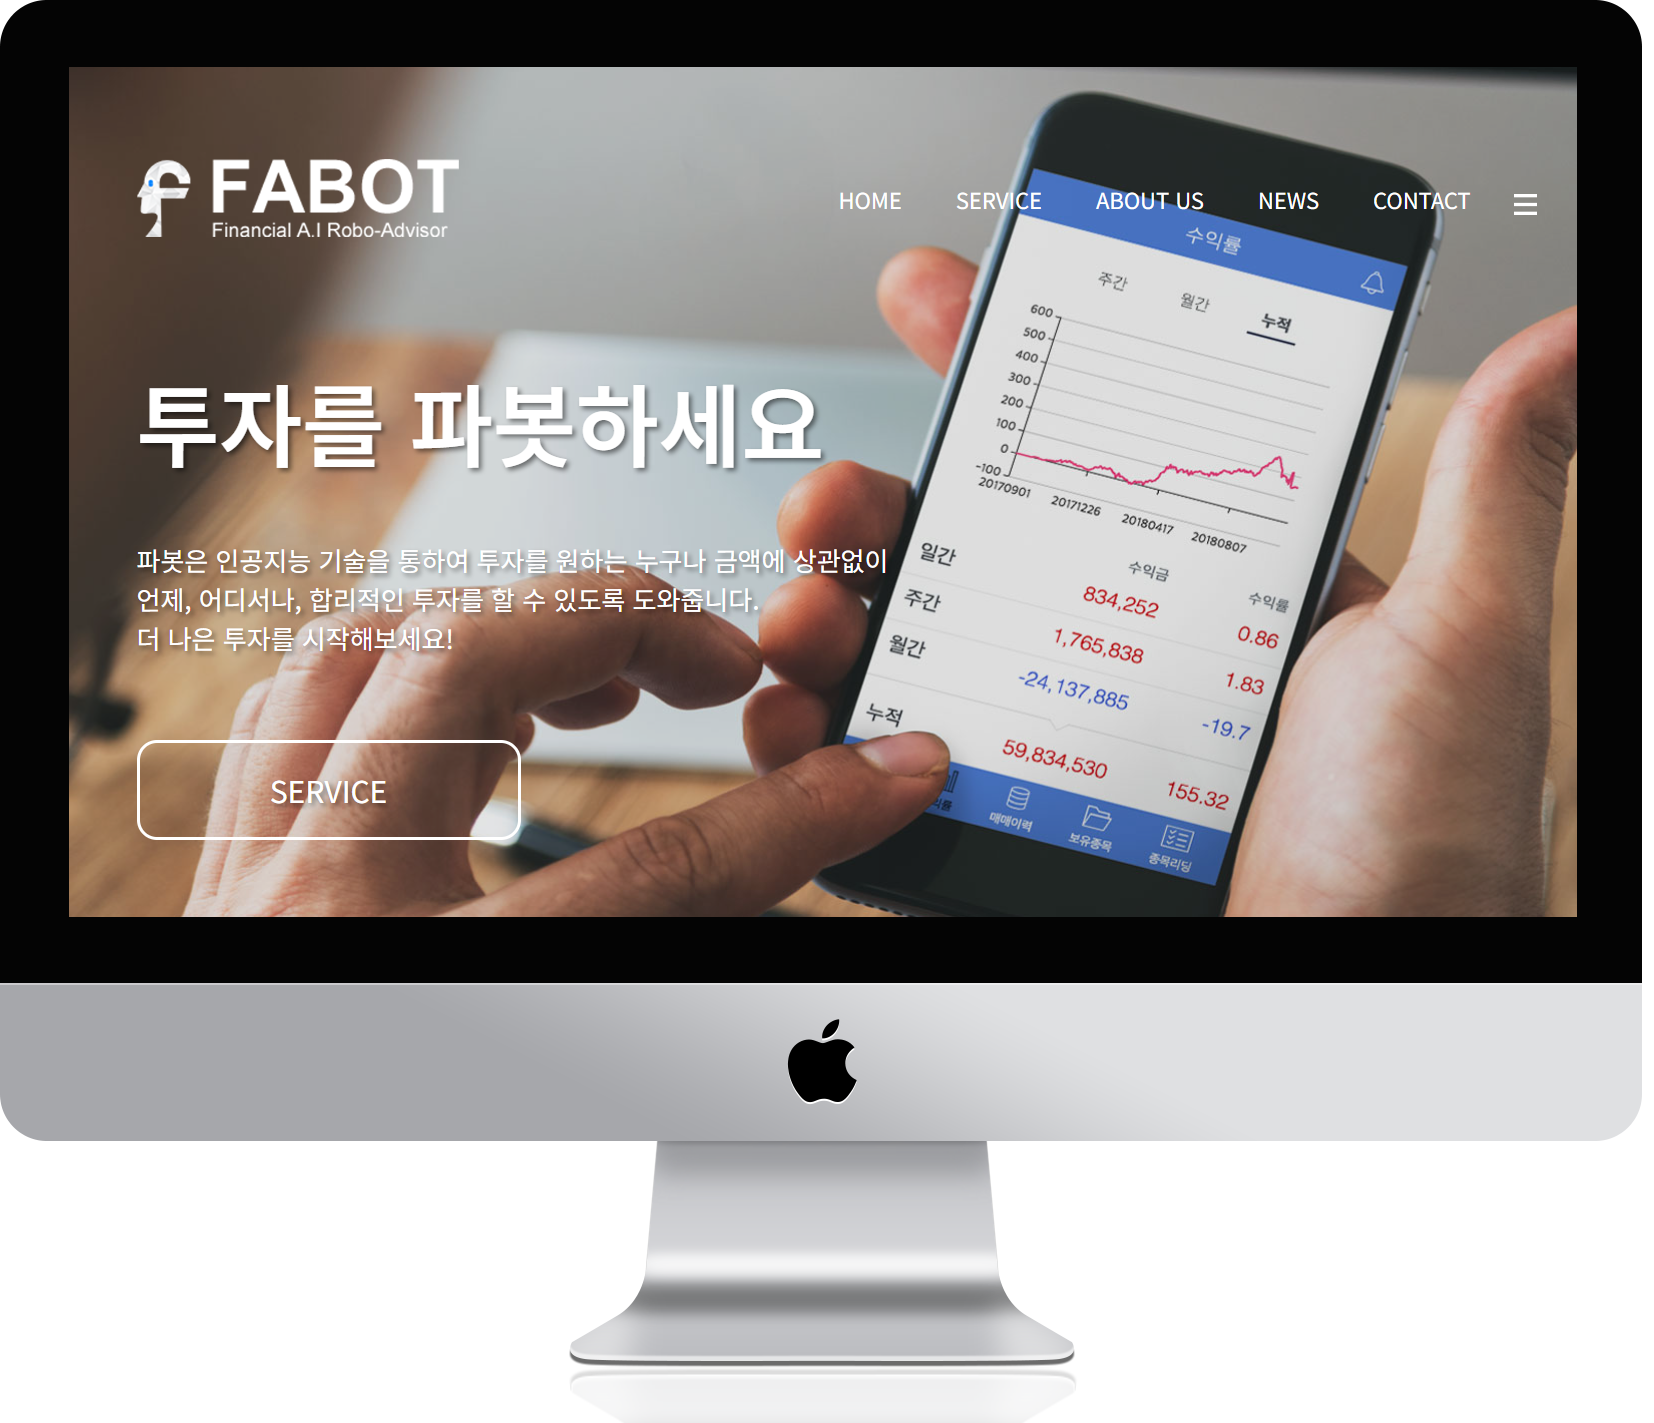 FABOT
Financial A.I Robo-Advisor
HOME SERVICE ABOUT US NEWS CONTACT
투자를 파봇하세요
파봇은 인공지능 기술을 통하여 투자를 원하는 누구나 금액에 상관없이
언제, 어디서나, 합리적인 투자를 할 수 있도록 도와줍니다.
더 나은 투자를 시작해보세요!
SERVICE
수익률
주간 월간 누적
600
500
400
300
200
100
0
-100
20170901 20171226 20180417 20180807
수익금 수익률
일간 834,252 0.86
주간 1,765,838 1.83
월간 -24,137,885 -19.7
누적 59,834,530 155.32
매매이력 보유종목 종목리딩